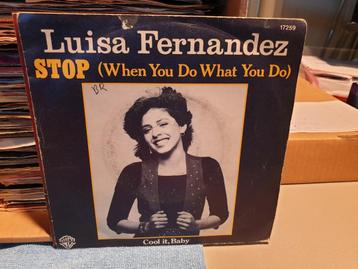 17259
Luisa Fernandez
STOP (When You Do What You Do)
BR
Cool it, Baby